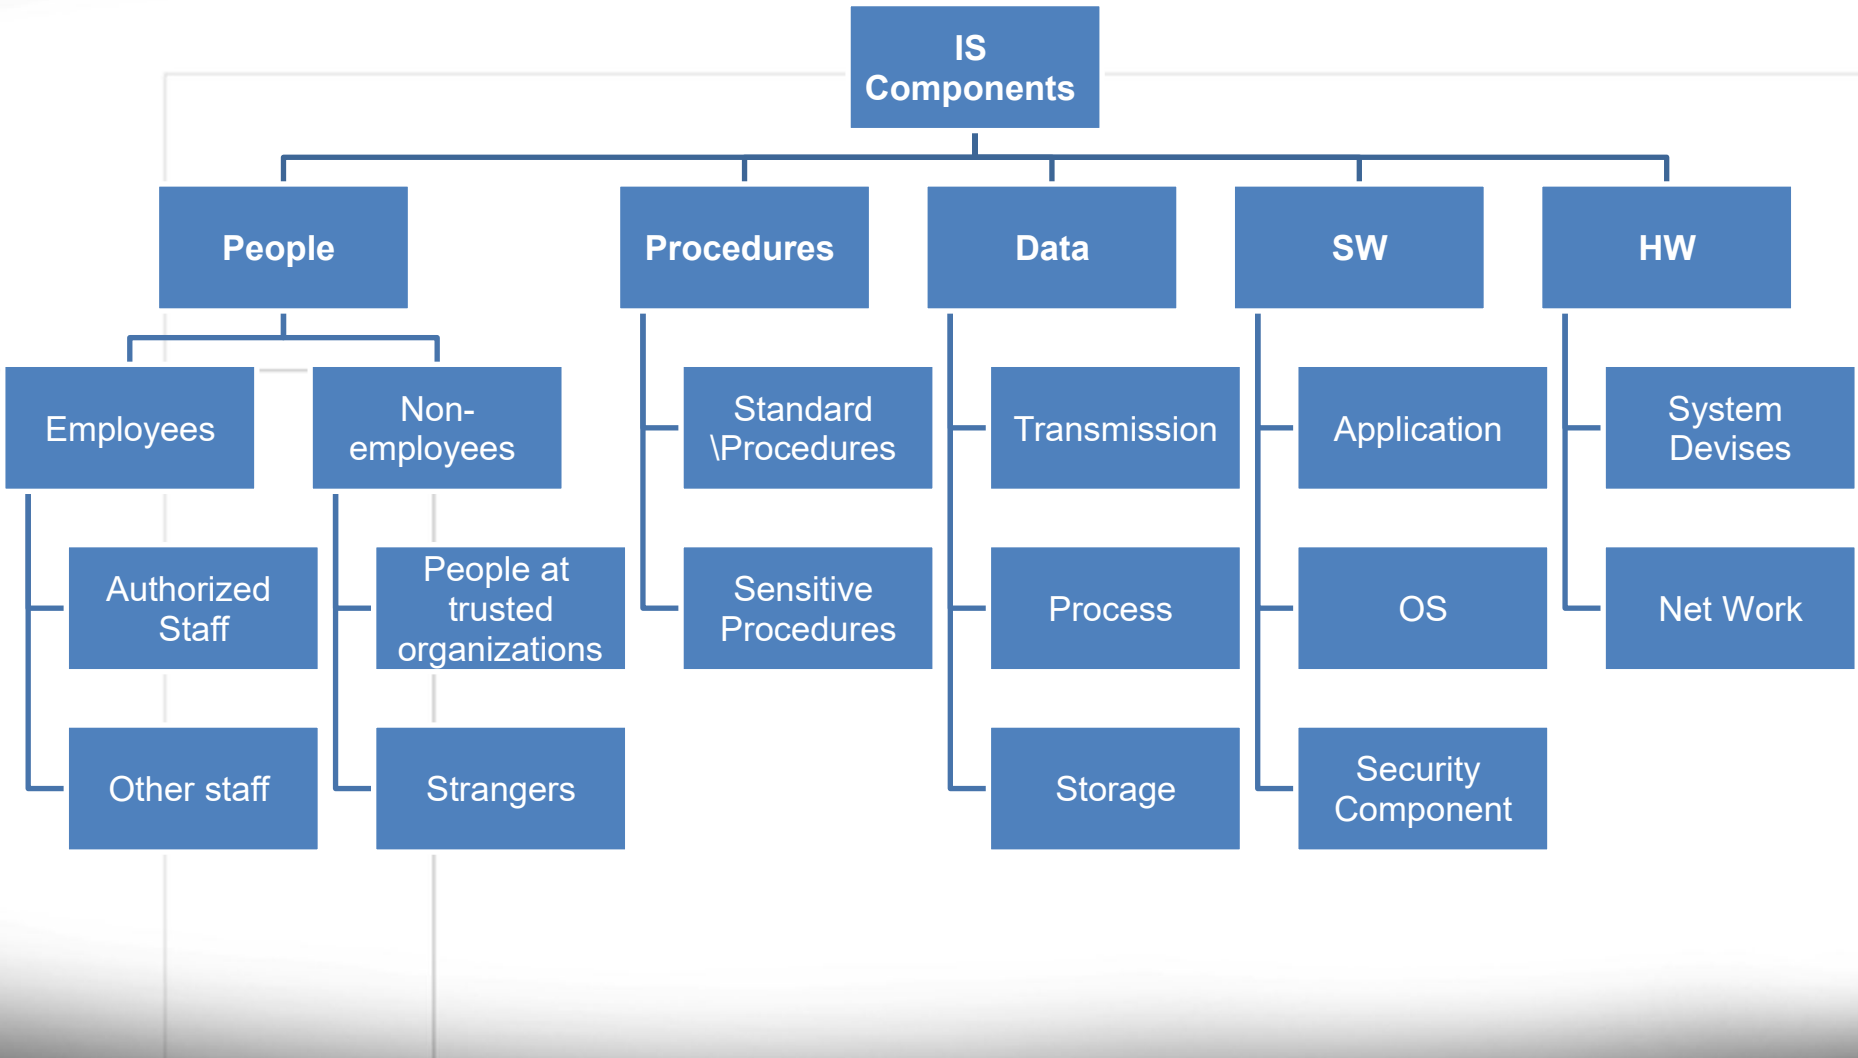 IS
Components
People
Procedures
Data
SW
HW
Employees
Non-
employees
Standard
\Procedures
Transmission
Application
System
Devises
Authorized
Staff
People at
trusted
organizations
Sensitive
Procedures
Process
OS
Net Work
Other staff
Strangers
Storage
Security
Component